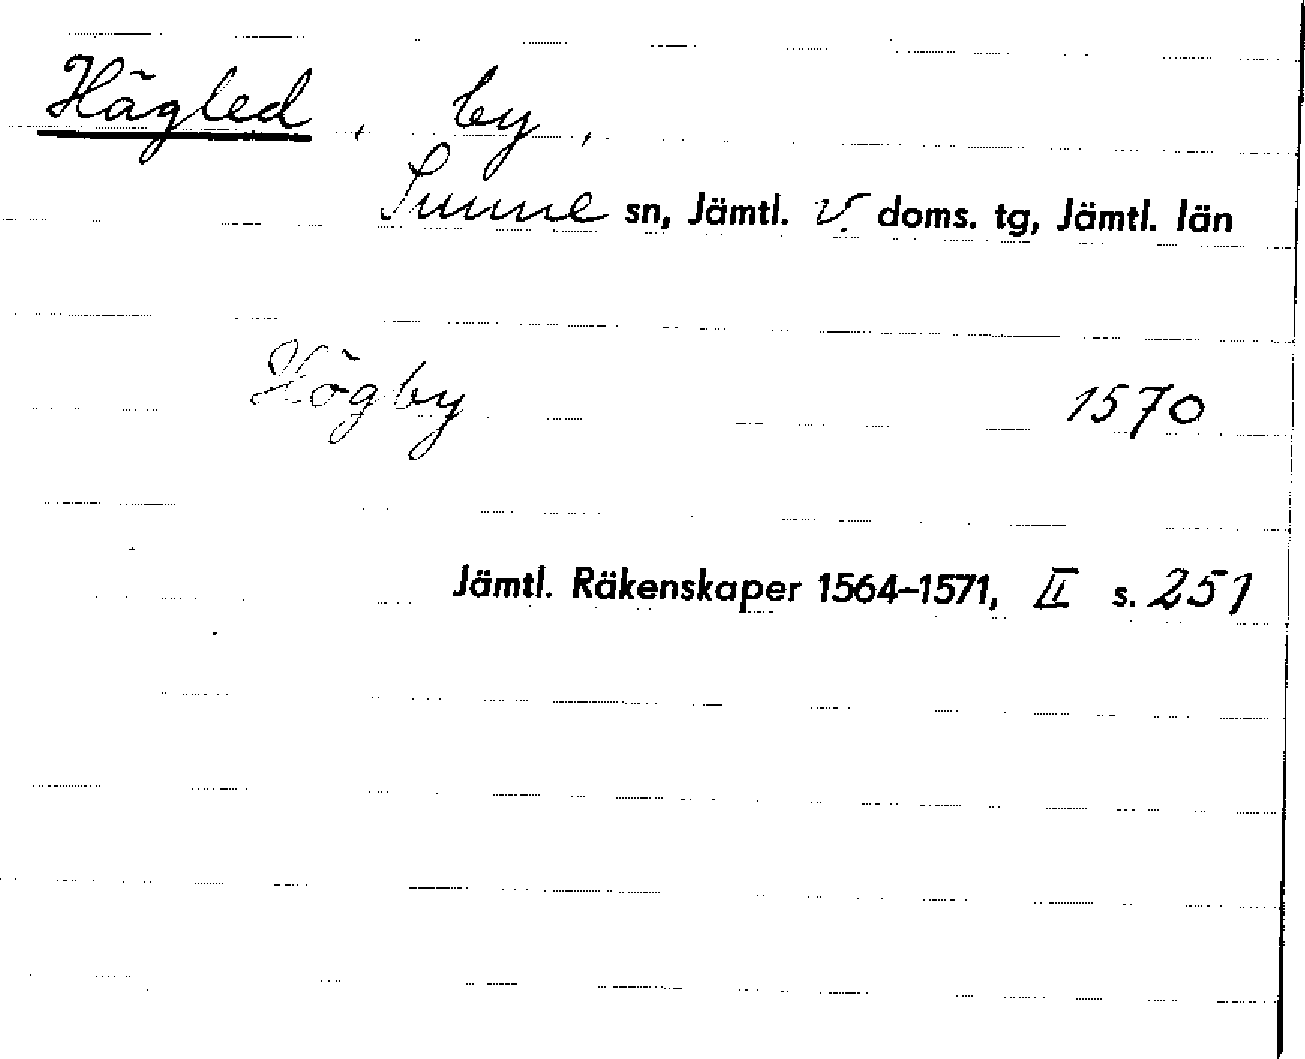 Hägled, by,
Sunne sn, Jämtl. v. doms. tg, Jämtl. län
Högby 1570
Jämtl. Räkenskaper 1564–1571, II s. 251